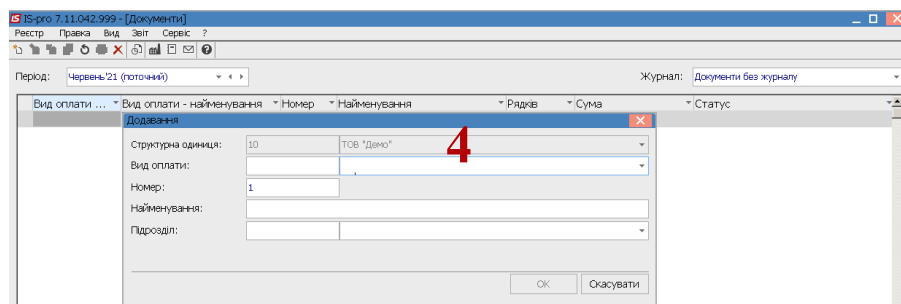 IS-pro 7.11.042.999 - [Документи]
Реєстр Правка Вид Звіт Сервіс ?
Період: Червень'21 (поточний) Журнал: Документи без журналу
Вид оплати ... Вид оплати - найменування Номер Найменування Рядків Сума Статус
Додавання
Структурна одиниця: 10 ТОВ "Демо"
4
Вид оплати:
Номер: 1
Найменування:
Підрозділ:
OK Скасувати